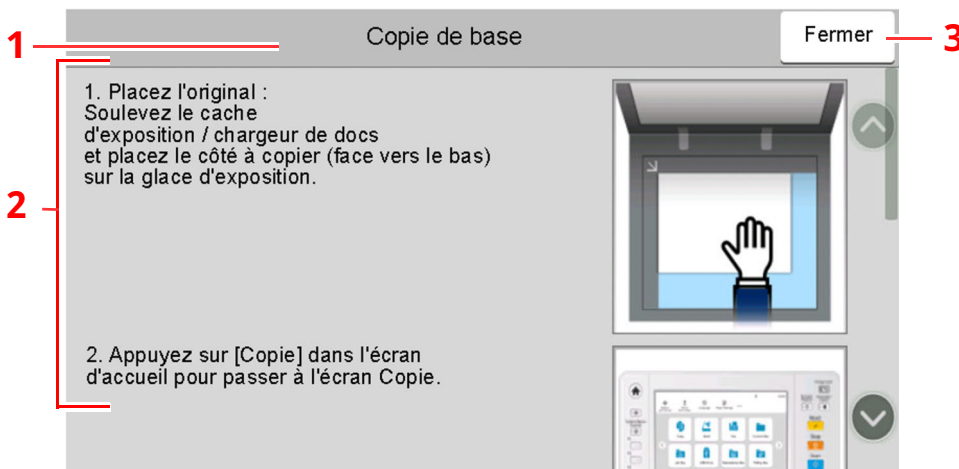 1
Copie de base
Fermer
3
2
1. Placez l'original :
Soulevez le cache
d'exposition / chargeur de docs
et placez le côté à copier (face vers le bas)
sur la glace d'exposition.
2. Appuyez sur [Copie] dans l'écran
d'accueil pour passer à l'écran Copie.